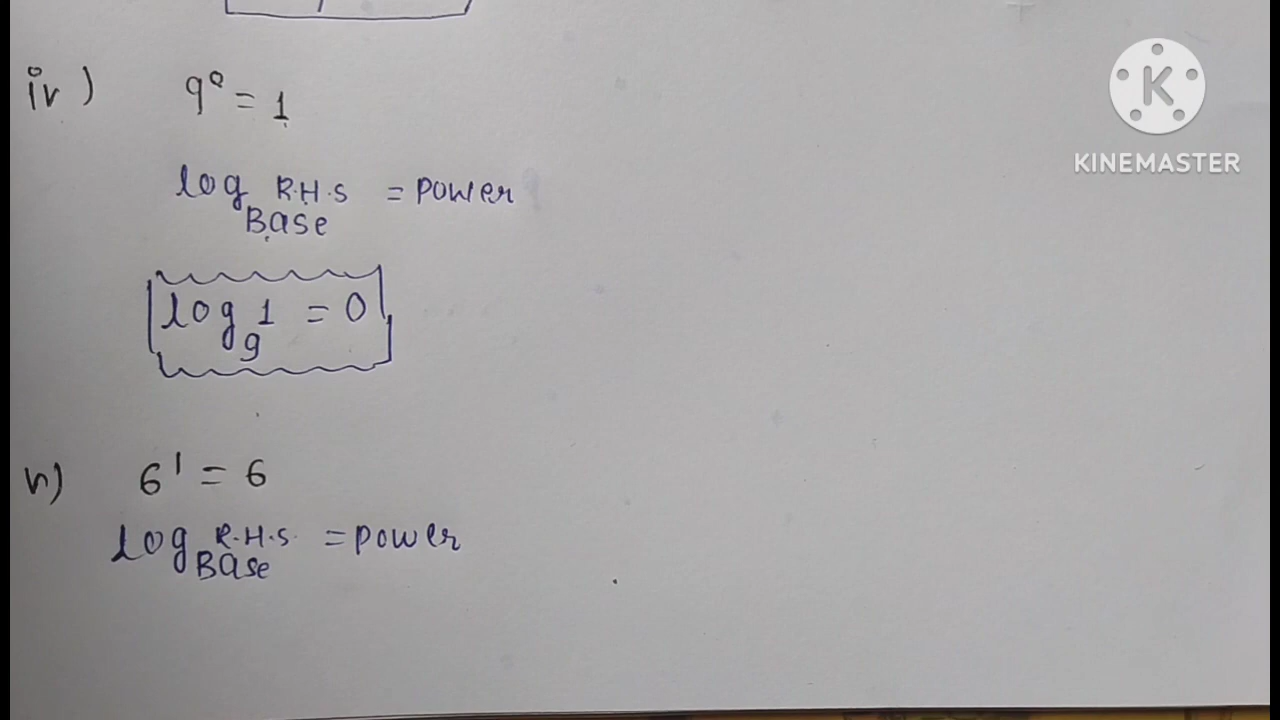 iv) 9⁰ = 1
log_Base R.H.S = Power
log_9 1 = 0
v) 6¹ = 6
log_Base R.H.S. = Power
K
KINEMASTER